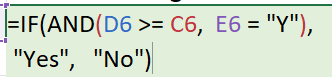 =IF(AND(D6 >= C6, E6 = "Y"),
"Yes", "No")